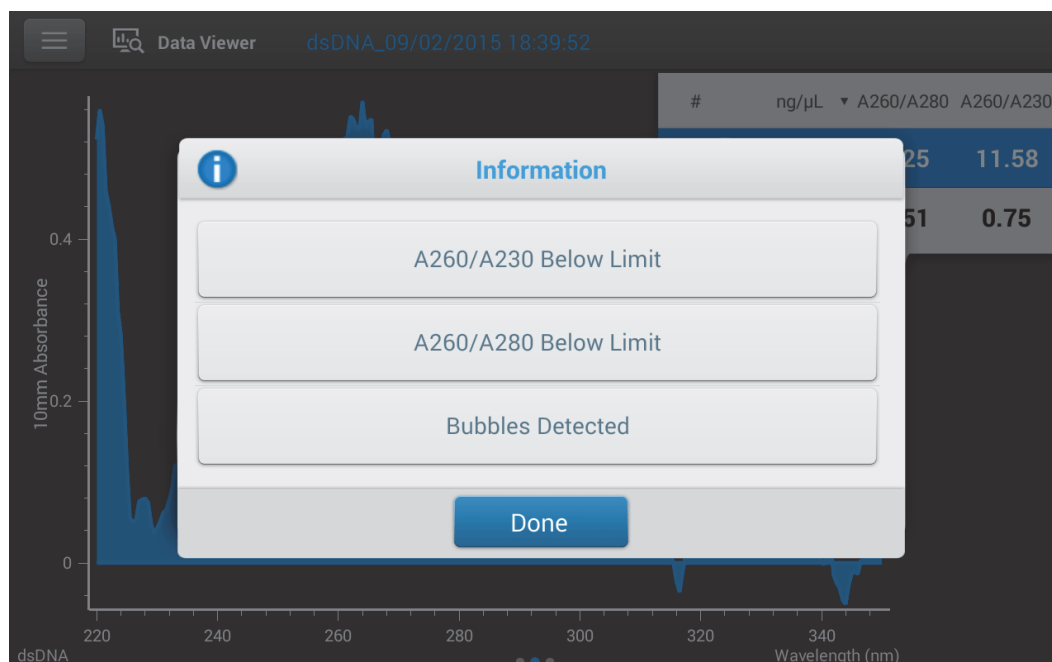 Data Viewer dsDNA_09/02/2015 18:39:52
# ng/µL ▼ A260/A280 A260/A230
25 11.58
51 0.75
Information
A260/A230 Below Limit
A260/A280 Below Limit
Bubbles Detected
Done
10mm Absorbance
0.4
0.2
0
220 240 260 280 300 320 340
dsDNA Wavelength (nm)